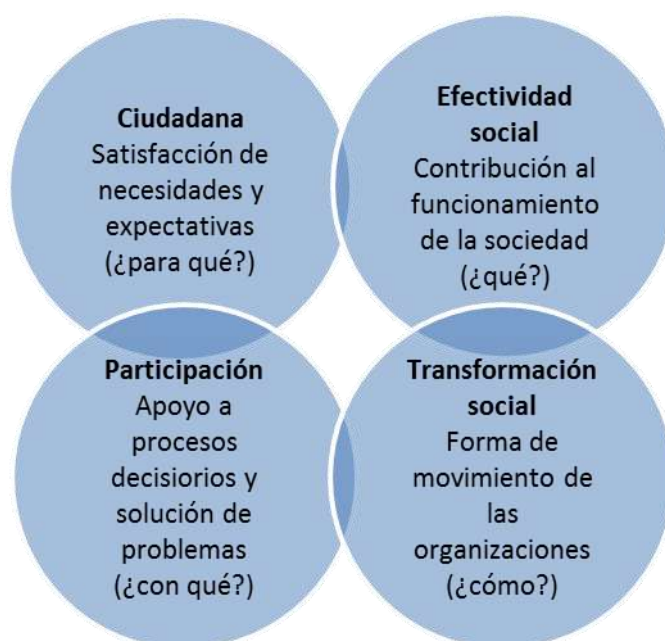 Ciudadana
Satisfacción de
necesidades y
expectativas
(¿para qué?)
Efectividad
social
Contribución al
funcionamiento
de la sociedad
(¿qué?)
Participación
Apoyo a
procesos
decisiorios y
solución de
problemas
(¿con qué?)
Transformación
social
Forma de
movimiento de
las
organizaciones
(¿cómo?)